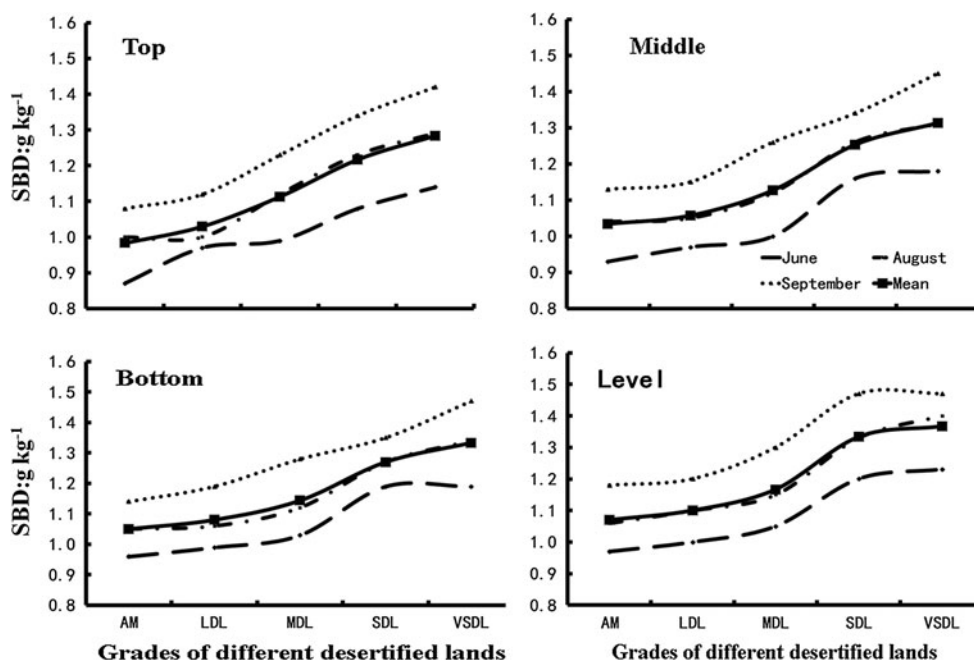 Top
SBD:g kg⁻¹
1.6
1.5
1.4
1.3
1.2
1.1
1.0
0.9
0.8
Middle
1.6
1.5
1.4
1.3
1.2
1.1
1.0
0.9
0.8
June
August
September
Mean
Bottom
SBD:g kg⁻¹
1.6
1.5
1.4
1.3
1.2
1.1
1.0
0.9
0.8
AM LDL MDL SDL VSDL
Grades of different desertified lands
Level
1.6
1.5
1.4
1.3
1.2
1.1
1.0
0.9
0.8
AM LDL MDL SDL VSDL
Grades of different desertified lands